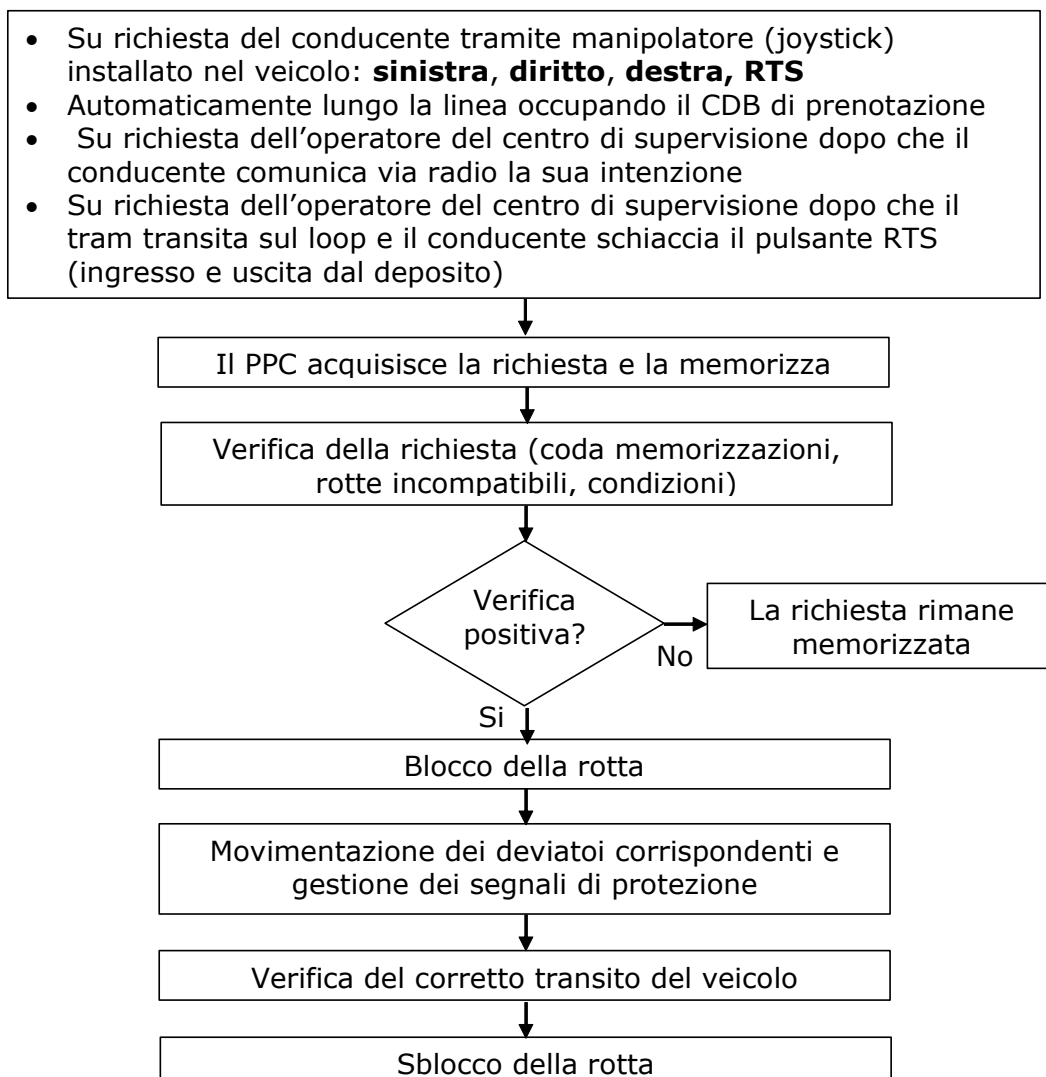 • Su richiesta del conducente tramite manipolatore (joystick)
installato nel veicolo: sinistra, diritto, destra, RTS
• Automaticamente lungo la linea occupando il CDB di prenotazione
• Su richiesta dell’operatore del centro di supervisione dopo che il
conducente comunica via radio la sua intenzione
• Su richiesta dell’operatore del centro di supervisione dopo che il
tram transita sul loop e il conducente schiaccia il pulsante RTS
(ingresso e uscita dal deposito)
Il PPC acquisisce la richiesta e la memorizza
Verifica della richiesta (coda memorizzazioni,
rotte incompatibili, condizioni)
Verifica
positiva?
No
La richiesta rimane
memorizzata
Si
Blocco della rotta
Movimentazione dei deviatoi corrispondenti e
gestione dei segnali di protezione
Verifica del corretto transito del veicolo
Sblocco della rotta